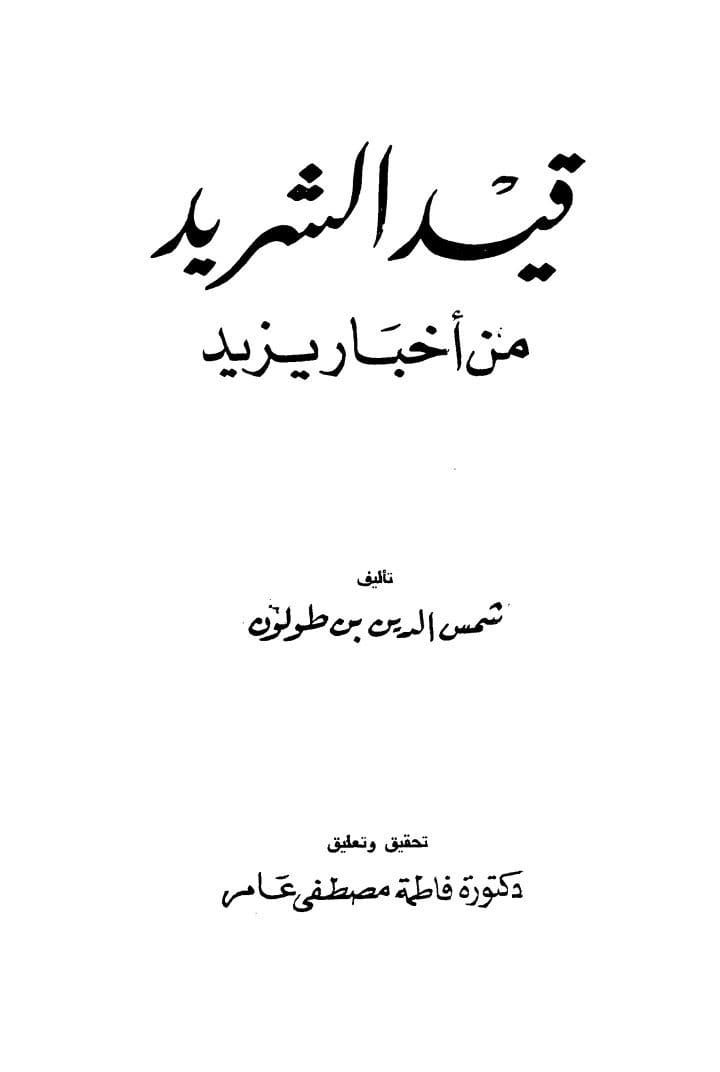 قيد الشريد
من أخبار يزيد
تأليف
شمس الدين بن طولون
تحقيق وتعليق
دكتورة فاطمة مصطفى عامر